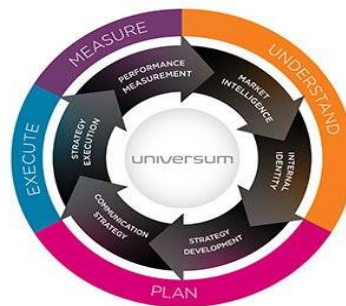 MEASURE
UNDERSTAND
PLAN
EXECUTE
PERFORMANCE
MEASUREMENT
MARKET
INTELLIGENCE
INTERNAL
IDENTITY
STRATEGY
DEVELOPMENT
COMMUNICATION
STRATEGY
STRATEGY
EXECUTION
universum